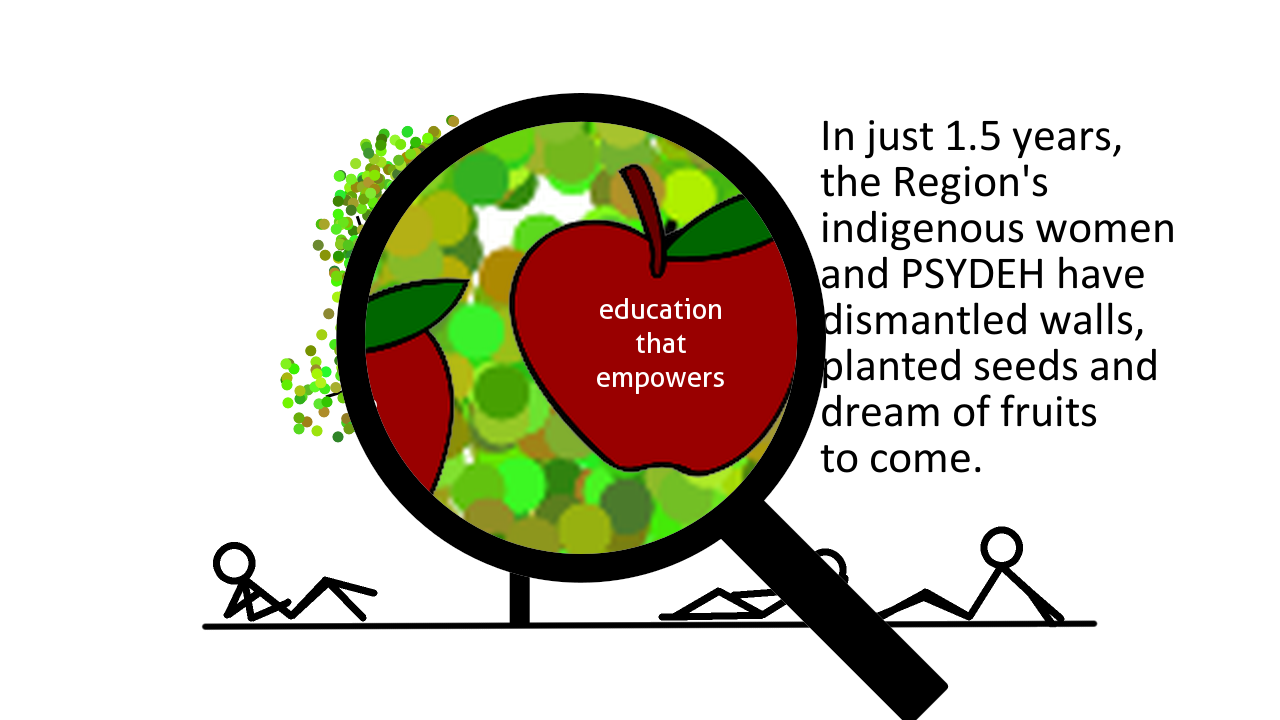 In just 1.5 years,
the Region's
indigenous women
and PSYDEH have
dismantled walls,
planted seeds and
dream of fruits
to come.
education
that
empowers